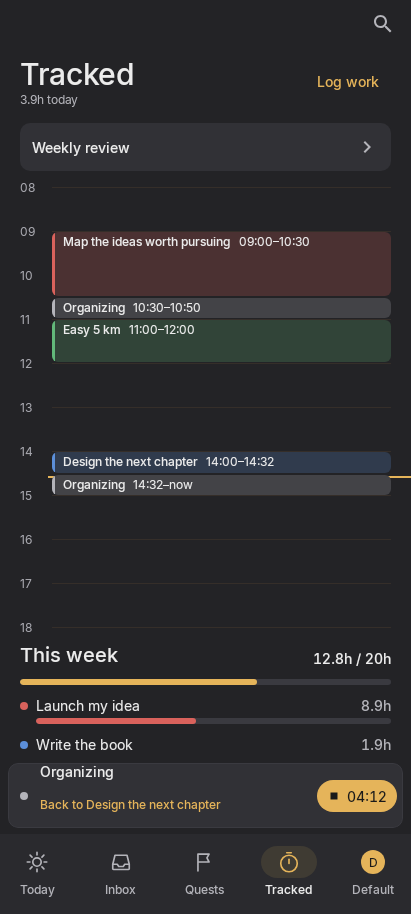 Tracked
Log work
3.9h today
Weekly review
08
09
Map the ideas worth pursuing 09:00–10:30
10
Organizing 10:30–10:50
11
Easy 5 km 11:00–12:00
12
13
14
Design the next chapter 14:00–14:32
Organizing 14:32–now
15
16
17
18
This week
12.8h / 20h
Launch my idea
8.9h
Write the book
1.9h
Organizing
Back to Design the next chapter
04:12
D
Today
Inbox
Quests
Tracked
Default